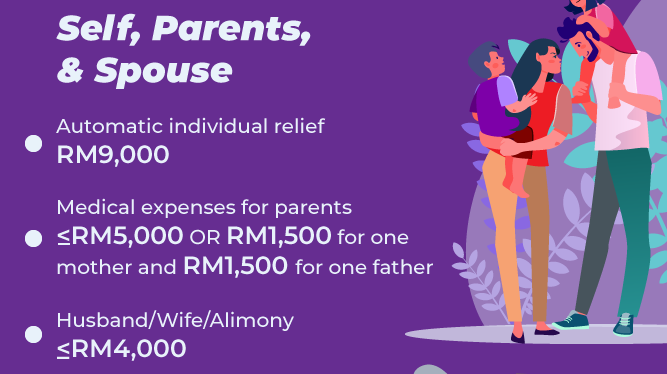 Self, Parents,
& Spouse
Automatic individual relief
RM9,000
Medical expenses for parents
≤RM5,000 OR RM1,500 for one
mother and RM1,500 for one father
Husband/Wife/Alimony
≤RM4,000